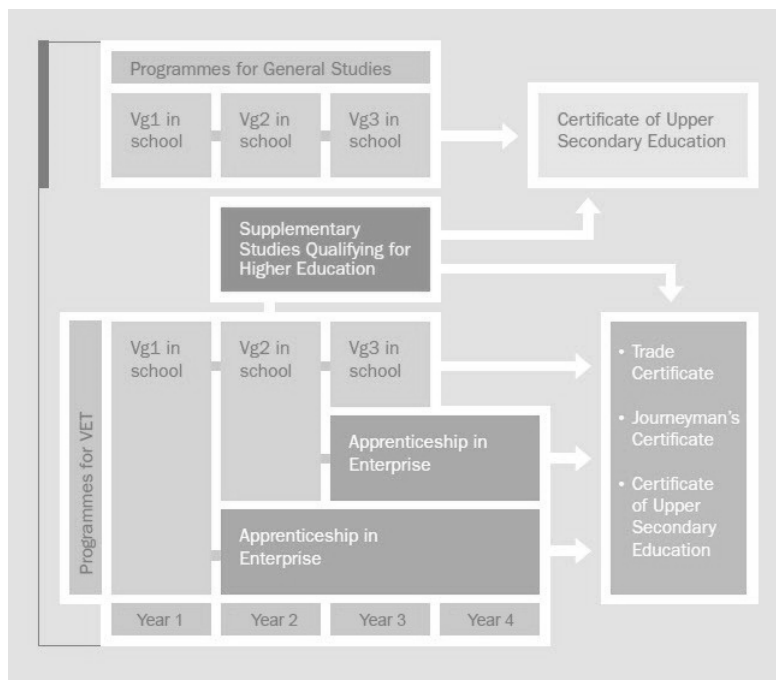 Programmes for General Studies
Vg1 in
school
Vg2 in
school
Vg3 in
school
Certificate of Upper
Secondary Education
Supplementary
Studies Qualifying for
Higher Education
Programmes for VET
Vg1 in
school
Vg2 in
school
Vg3 in
school
Apprenticeship in
Enterprise
Apprenticeship in
Enterprise
• Trade
Certificate
• Journeyman's
Certificate
• Certificate
of Upper
Secondary
Education
Year 1
Year 2
Year 3
Year 4